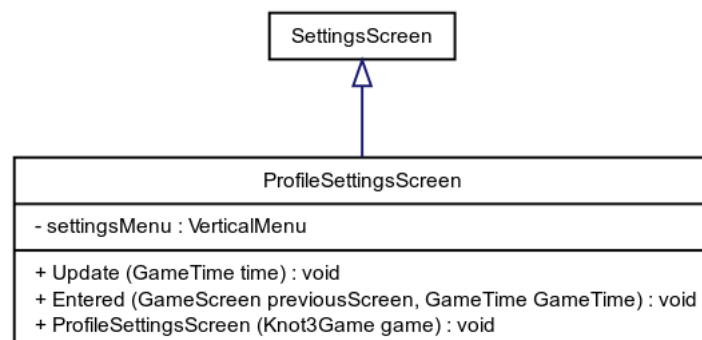 SettingsScreen
ProfileSettingsScreen
- settingsMenu : VerticalMenu
+ Update (GameTime time) : void
+ Entered (GameScreen previousScreen, GameTime GameTime) : void
+ ProfileSettingsScreen (Knot3Game game) : void